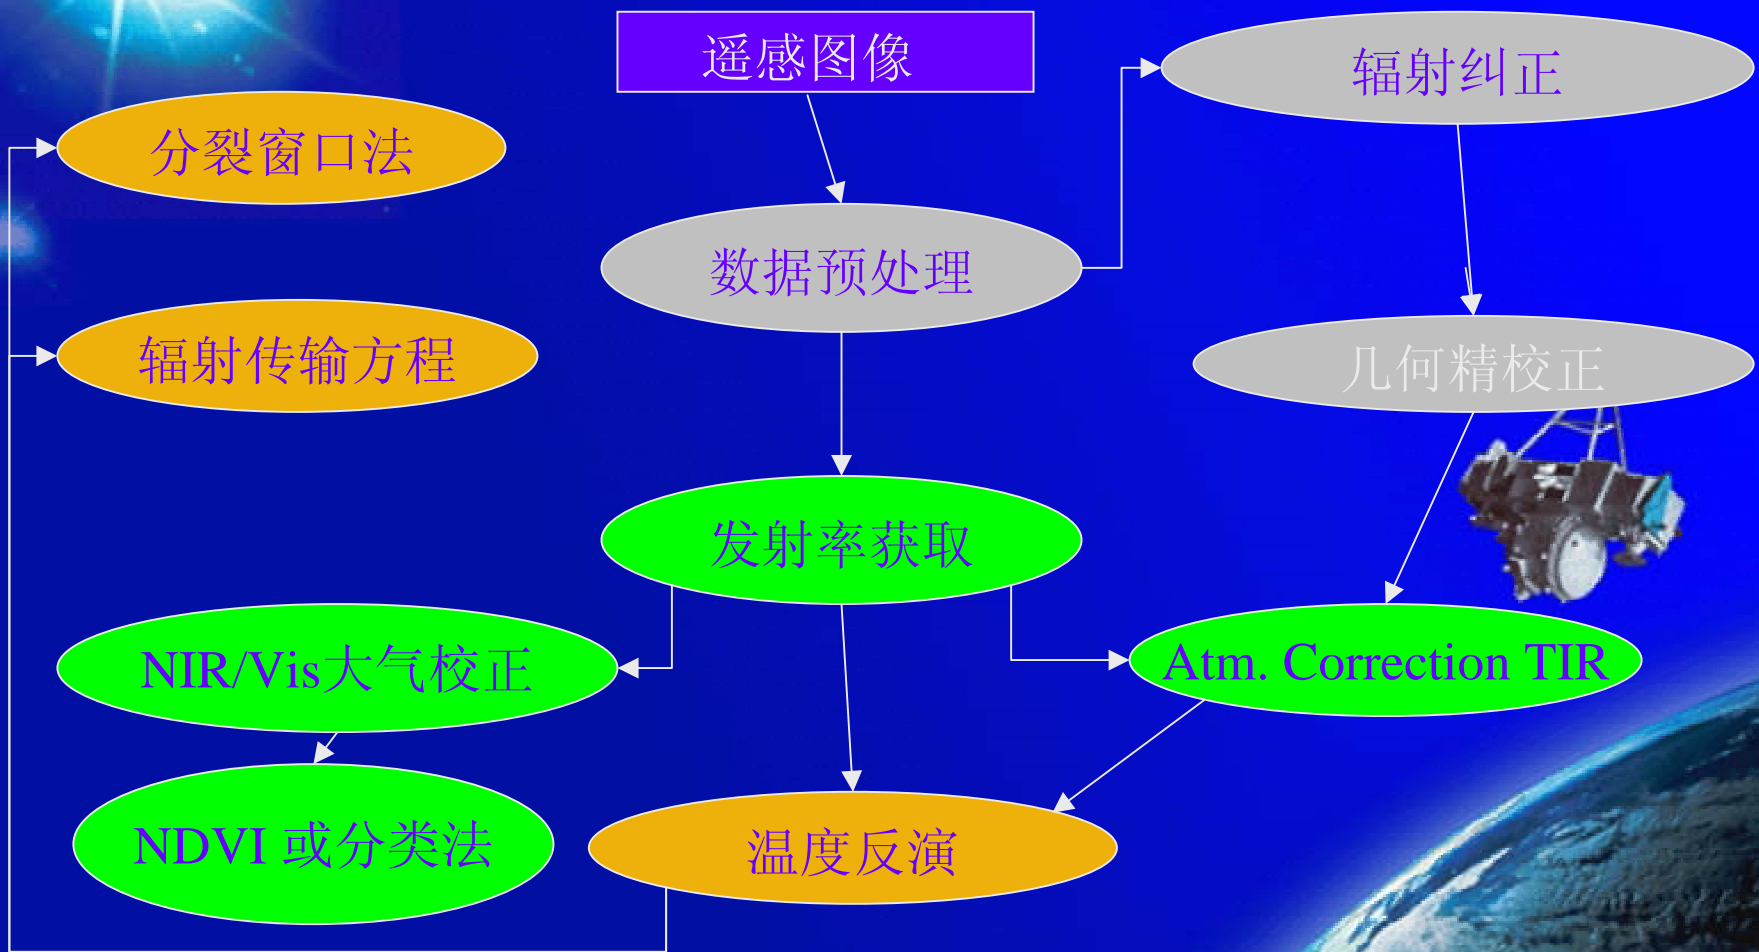 遥感图像
辐射纠正
分裂窗口法
数据预处理
辐射传输方程
几何精校正
发射率获取
NIR/Vis大气校正
Atm. Correction TIR
NDVI 或分类法
温度反演